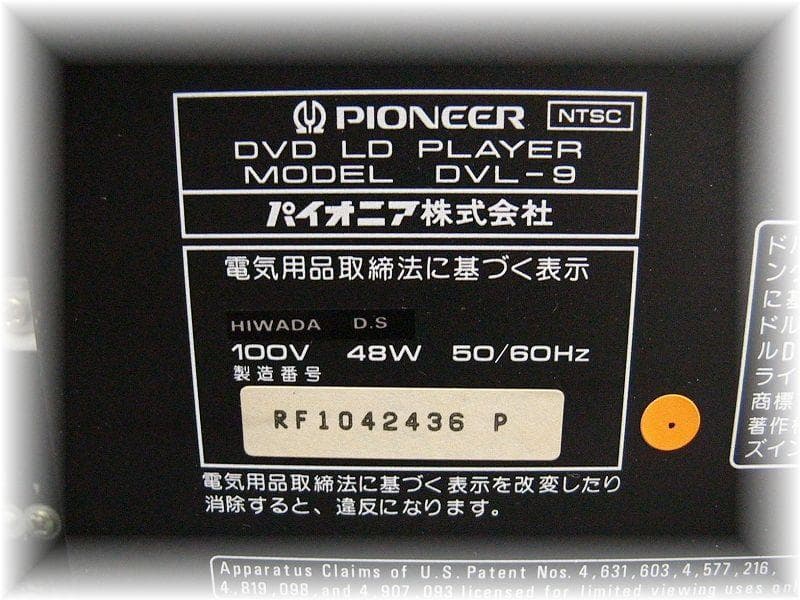 PIONEER NTSC
DVD LD PLAYER
MODEL DVL-9
パイオニア株式会社
電気用品取締法に基づく表示
HIWADA D.S
100V 48W 50/60Hz
製造番号
RF1042436 P
電気用品取締法に基づく表示を改変したり
消除すると、違反になります。
ドル
ング
に基
ドル
ルD
ライ
商標
著作権
ズイン
Apparatus Claims of U.S. Patent Nos. 4,631,603, 4,577,216,
4,819,098, and 4,907,093 licensed for limited viewing uses only